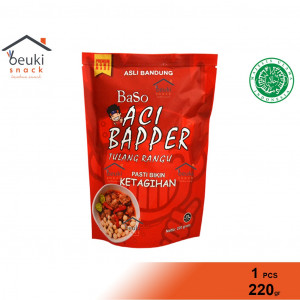 beuki
snack
ASLI BANDUNG
BaSo
ACI
BAPPER
TULANG RANGU
PASTI BIKIN
KETAGIHAN
1 PCS
220gr